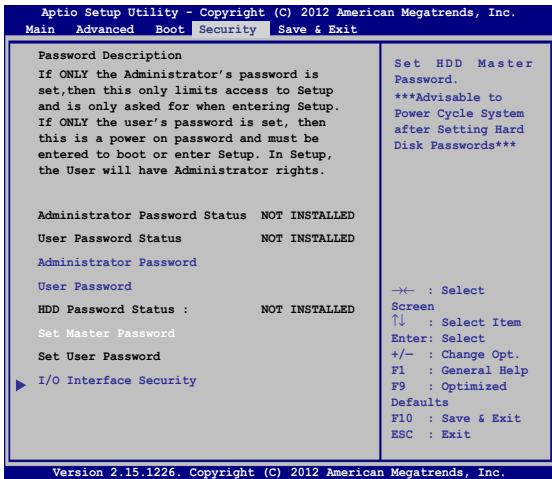 Aptio Setup Utility - Copyright (C) 2012 American Megatrends, Inc.
Main Advanced Boot Security Save & Exit
Password Description
If ONLY the Administrator's password is
set,then this only limits access to Setup
and is only asked for when entering Setup.
If ONLY the user's password is set, then
this is a power on password and must be
entered to boot or enter Setup. In Setup,
the User will have Administrator rights.
Administrator Password Status NOT INSTALLED
User Password Status NOT INSTALLED
Administrator Password
User Password
HDD Password Status : NOT INSTALLED
Set Master Password
Set User Password
I/O Interface Security
Set HDD Master
Password.
***Advisable to
Power Cycle System
after Setting Hard
Disk Passwords***
→← : Select
Screen
↑↓ : Select Item
Enter: Select
+/— : Change Opt.
F1 : General Help
F9 : Optimized
Defaults
F10 : Save & Exit
ESC : Exit
Version 2.15.1226. Copyright (C) 2012 American Megatrends, Inc.